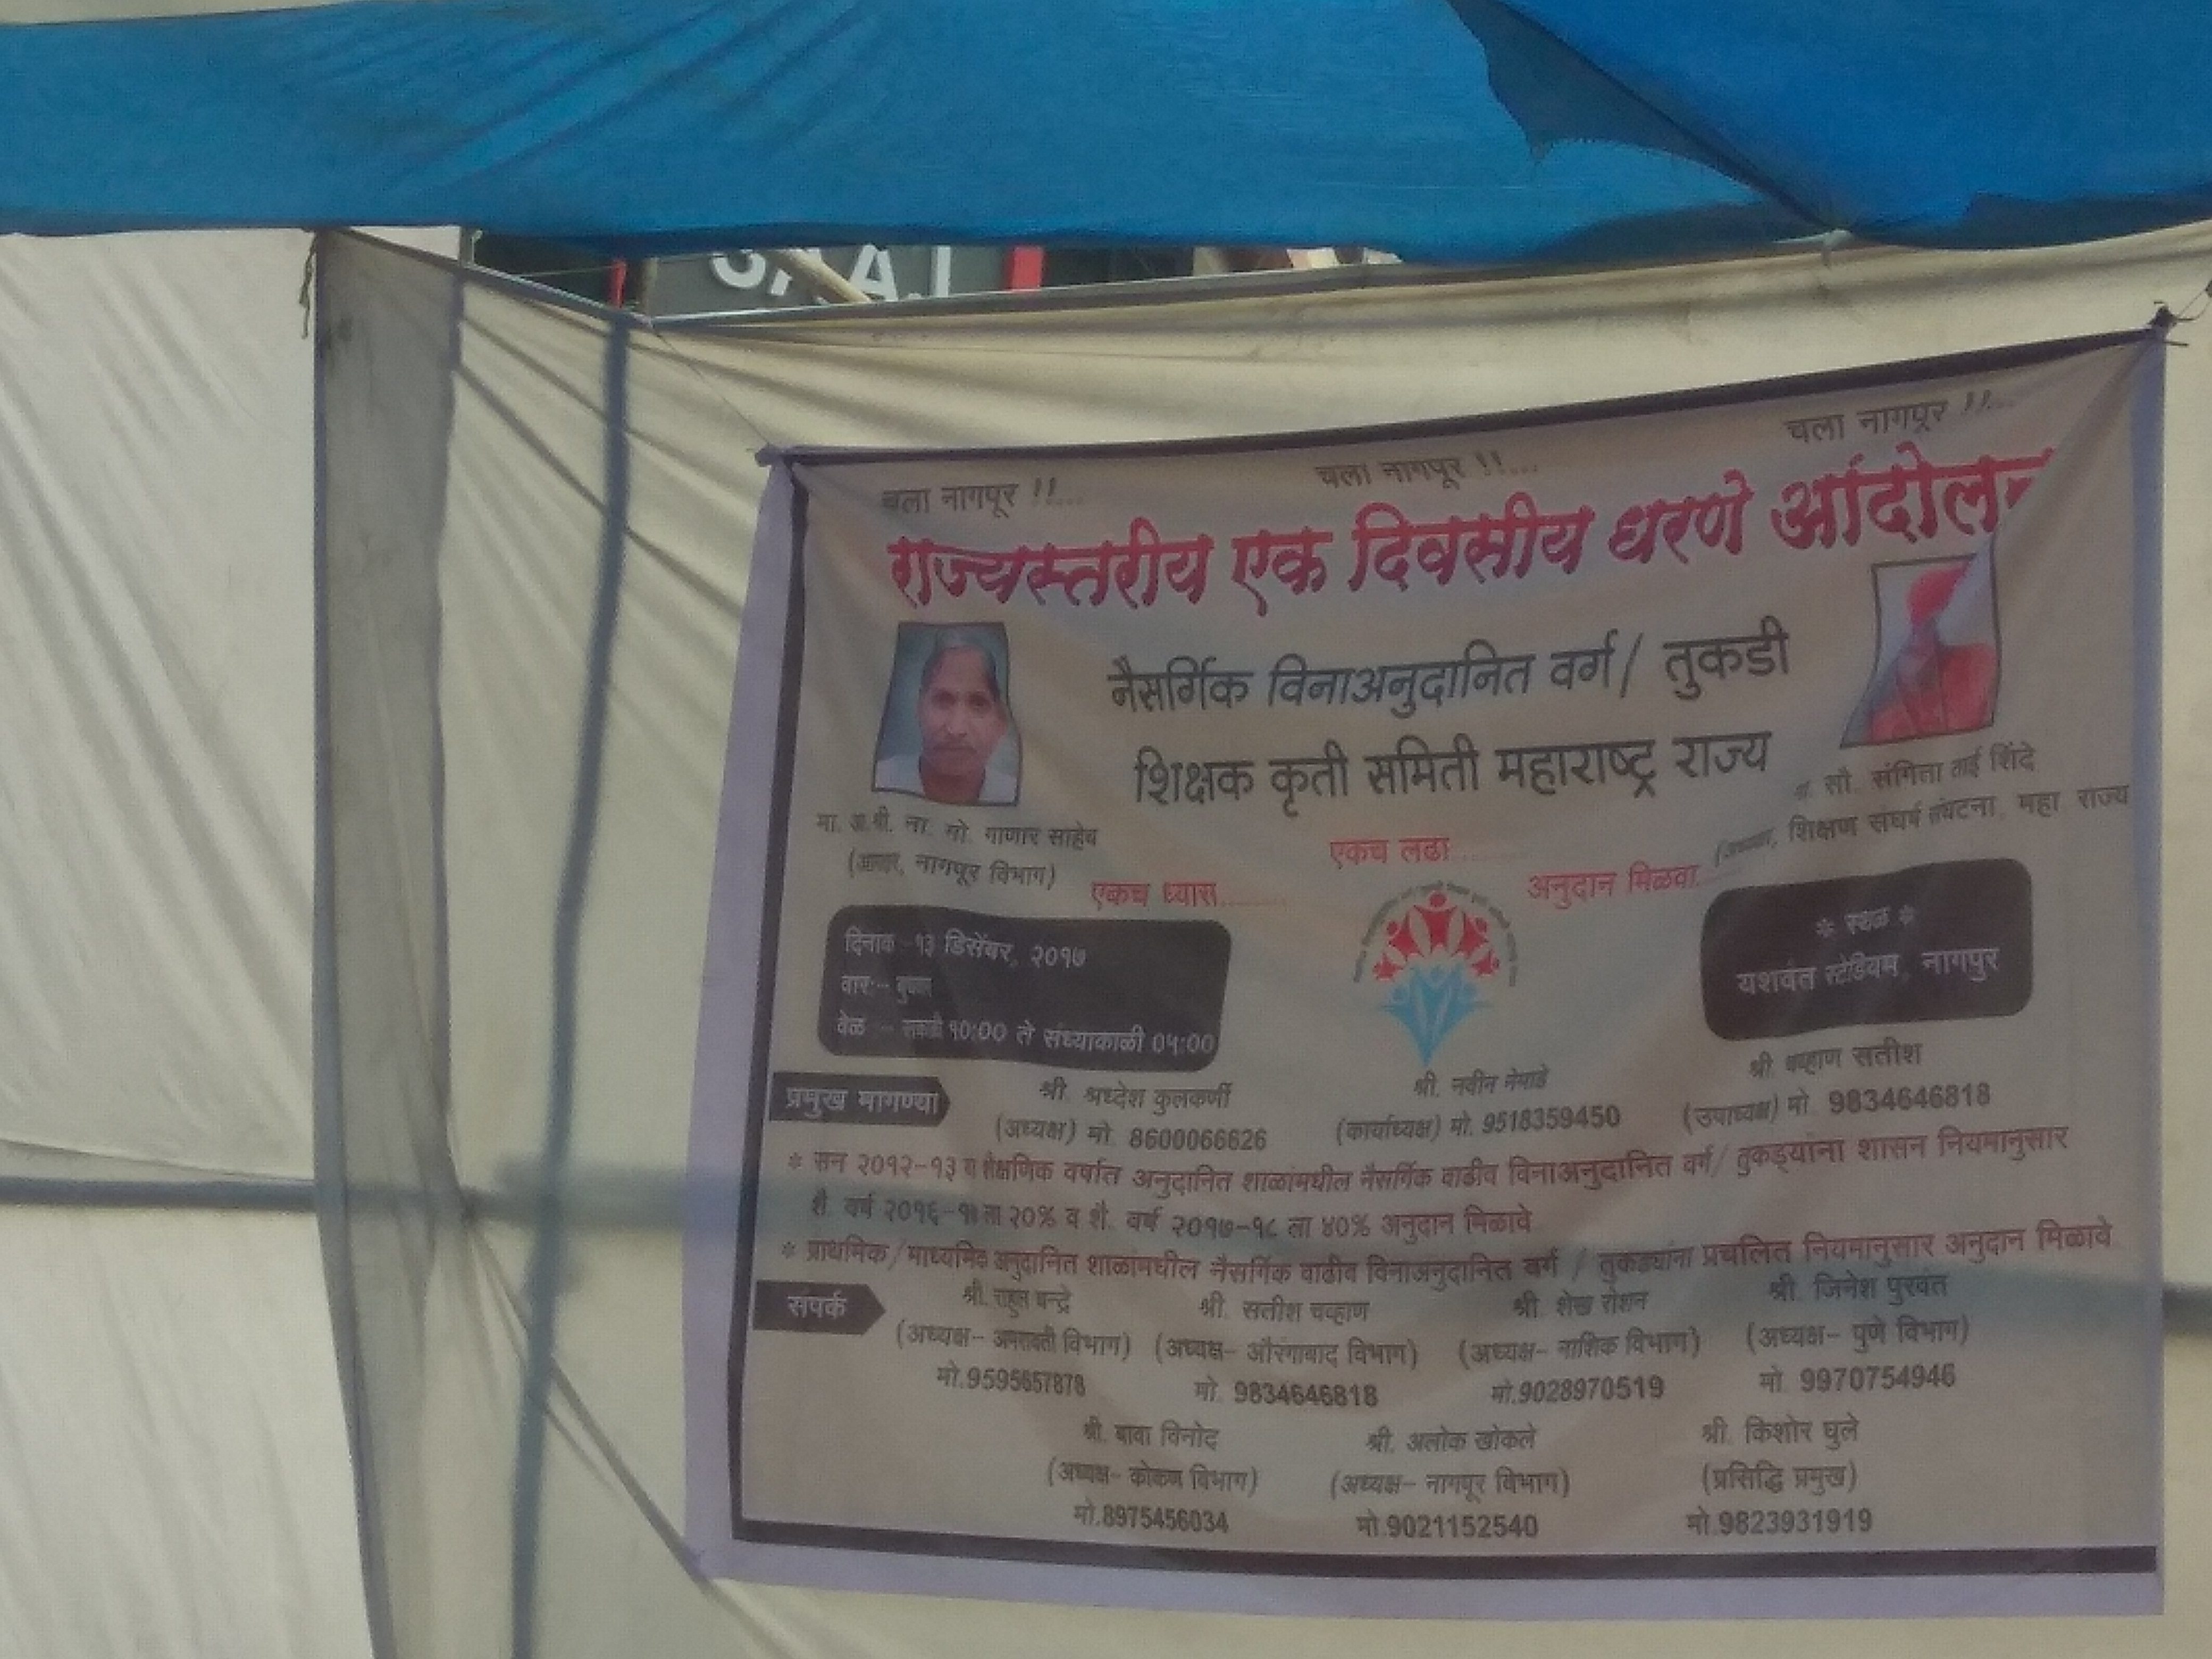 चला नागपूर !!...
चला नागपूर !!...
चला नागपूर !!...
राज्यस्तरीय एक दिवसीय धरणे आंदोलन
नैसर्गिक विनाअनुदानित वर्ग/ तुकडी
शिक्षक कृती समिती महाराष्ट्र राज्य
मा. ना. गो. गाणार साहेब
नागपूर विभाग)
सौ. संगिता ताई शिंदे
शिक्षण संघर्ष संघटना, महा राज्य
एकच ध्यास........
एकच लढा........
अनुदान मिळवा.....
दिनाक -१३ डिसेंबर, २०१७
वार:- बुधवार
वेळ :- सकाळी १०:०० ते संध्याकाळी ०५:००
* स्थळ *
यशवंत स्टेडियम, नागपुर
प्रमुख मागण्या
श्री. कुलकर्णी
(अध्यक्ष) मो. 8600066626
श्री. नवीन नेमाडे
(कार्याध्यक्ष) मो. 9518359450
श्री. चव्हाण सतीश
(उपाध्यक्ष) मो. 9834646818
* सन २०१२-१३ या शैक्षणिक वर्षात अनुदानित शाळांमधील नैसर्गिक वाढीव विनाअनुदानित वर्ग/ तुकड्यांना शासन नियमानुसार
शै. वर्ष २०१६-१७ ला २०% व शै. वर्ष २०१७-१८ ला ४०% अनुदान मिळावे
* प्राथमिक/माध्यमिक अनुदानित शाळांमधील नैसर्गिक वाढीव विनाअनुदानित वर्ग / तुकड्यांना प्रचलित नियमानुसार अनुदान मिळावे
संपर्क
श्री. राहुल चन्द्रे
(अध्यक्ष- अमरावती विभाग)
मो.9595657878
श्री. सतीश चव्हाण
(अध्यक्ष- औरंगाबाद विभाग)
मो. 9834646818
श्री. शेख रोशन
(अध्यक्ष- नाशिक विभाग)
मो.9028970519
श्री. जिनेश पुरवंत
(अध्यक्ष- पुणे विभाग)
मो. 9970754946
श्री. बावा विनोद
(अध्यक्ष- कोकण विभाग)
मो.8975456034
श्री. अलोक खोकले
(अध्यक्ष- नागपूर विभाग)
मो.9021152540
श्री. किशोर घुले
(प्रसिद्धि प्रमुख)
मो.9823931919